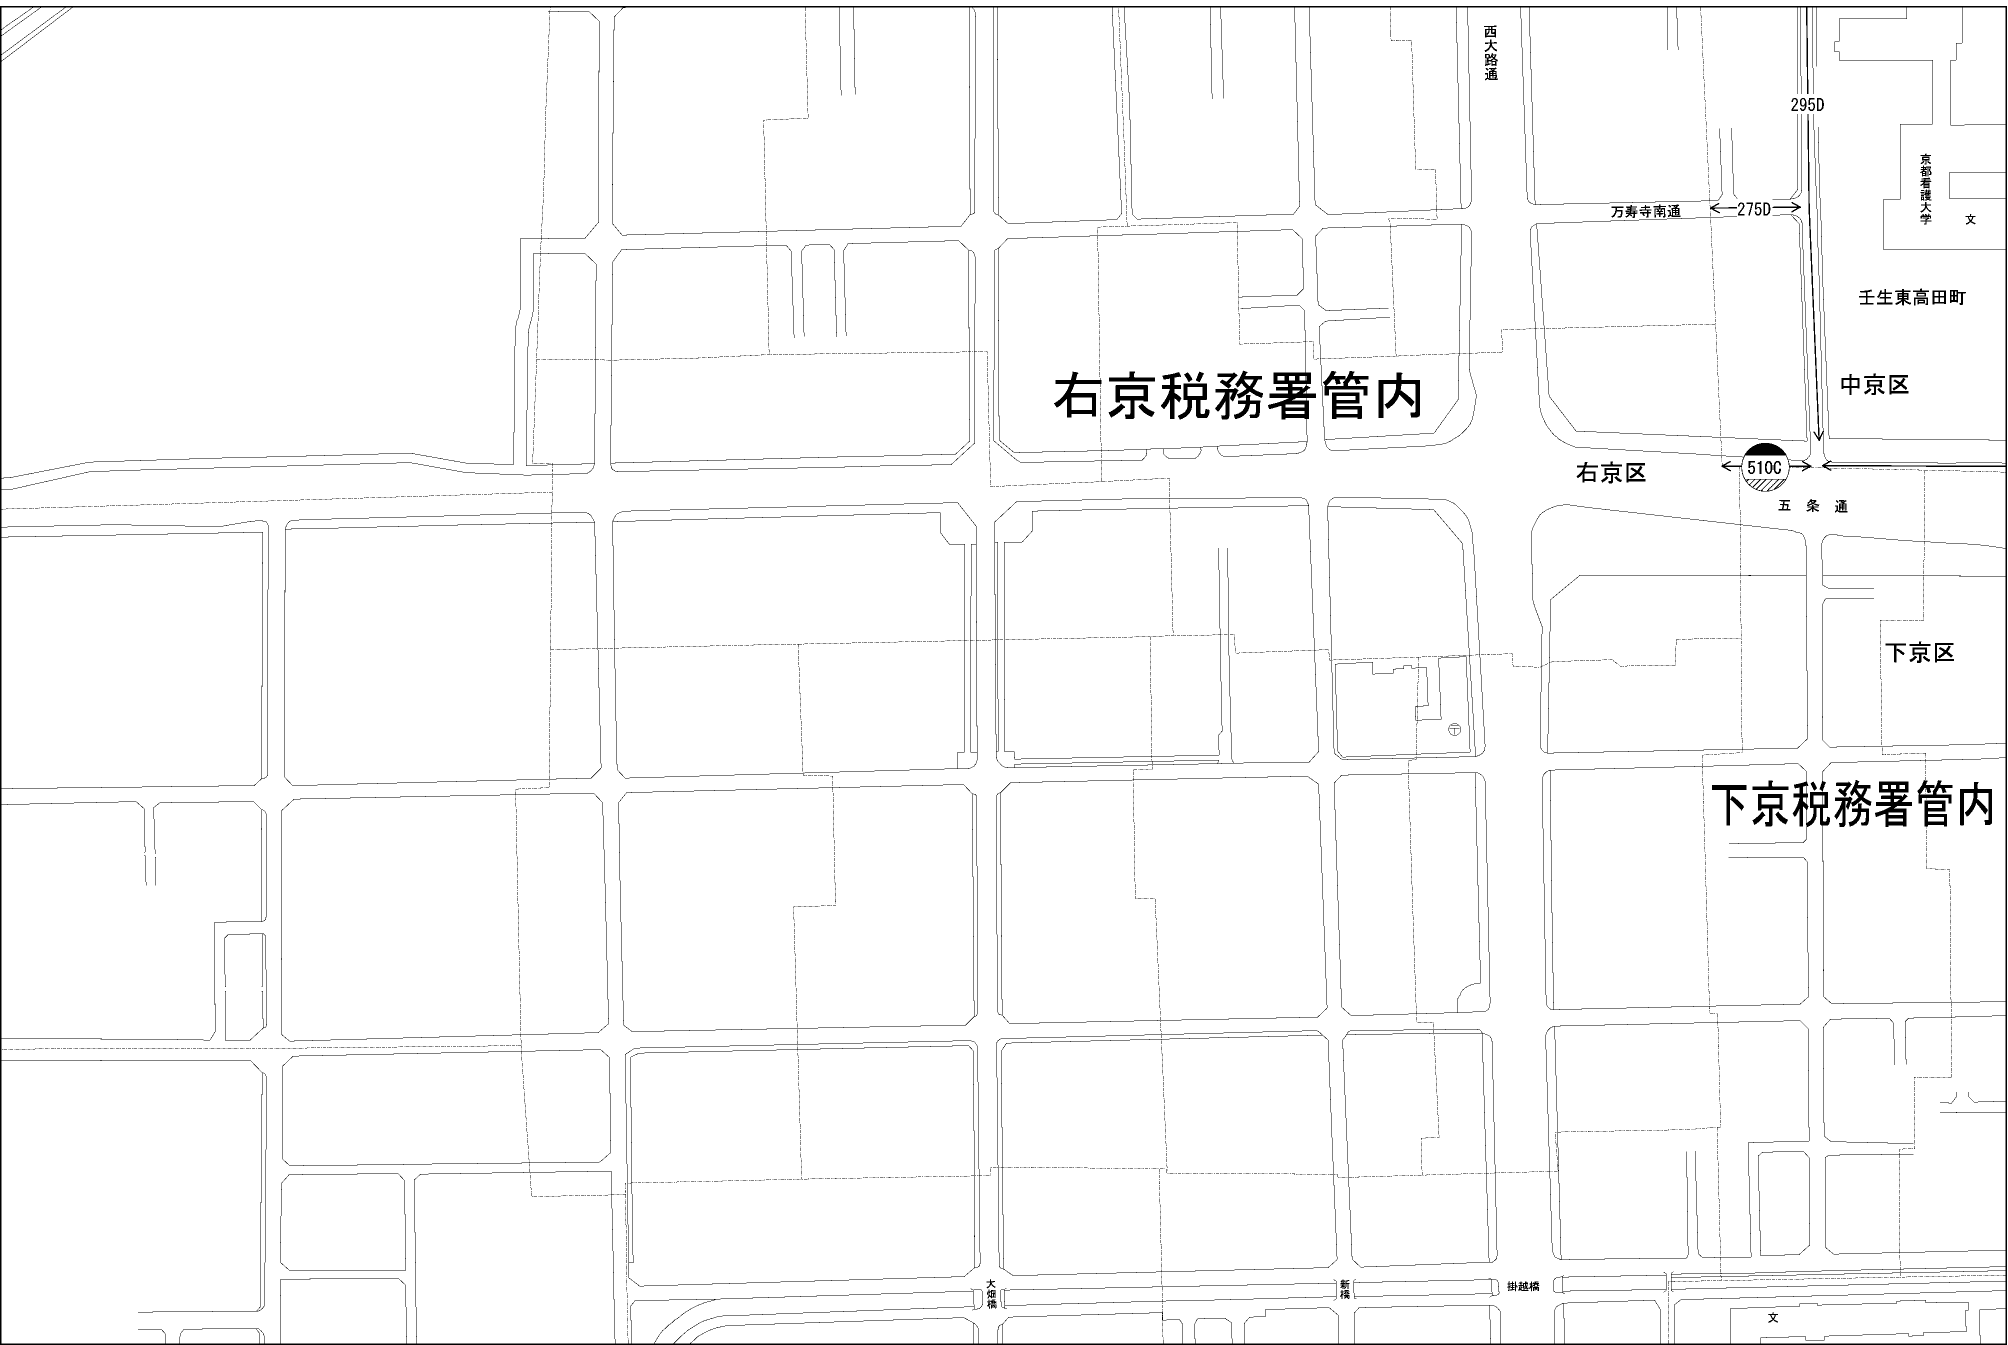 西大路通
295D
京都看護大学
文
万寿寺南通
275D
壬生東高田町
中京区
右京税務署管内
右京区
510C
五条通
下京区
下京税務署管内
大畑橋
新橋
掛越橋
文